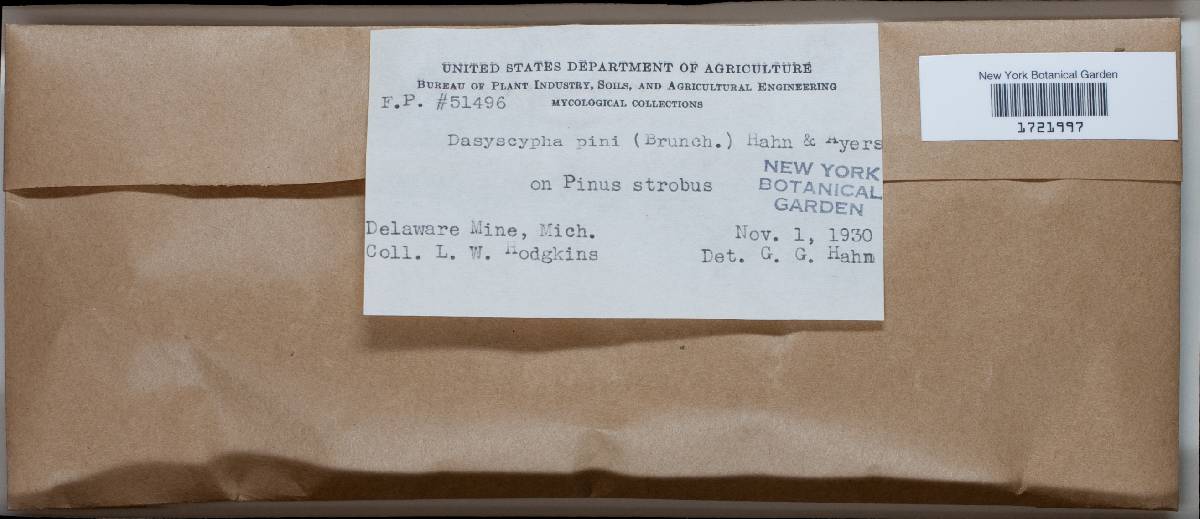 UNITED STATES DEPARTMENT OF AGRICULTURE
BUREAU OF PLANT INDUSTRY, SOILS, AND AGRICULTURAL ENGINEERING
F.P. #51496 MYCOLOGICAL COLLECTIONS
Dasyscypha pini (Brunch.) Hahn & Ayers
on Pinus strobus
NEW YORK
BOTANICAL
GARDEN
Delaware Mine, Mich. Nov. 1, 1930
Coll. L. W. Hodgkins Det. G. G. Hahn
New York Botanical Garden
1721997